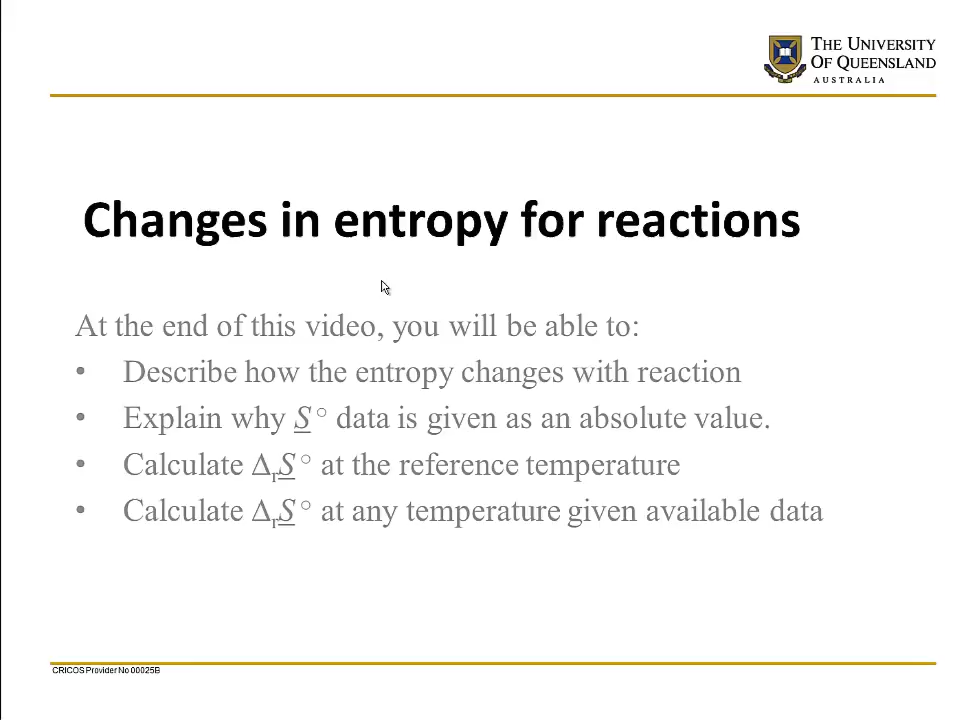 THE UNIVERSITY
OF QUEENSLAND
AUSTRALIA
Changes in entropy for reactions
At the end of this video, you will be able to:
• Describe how the entropy changes with reaction
• Explain why S° data is given as an absolute value.
• Calculate ΔrS° at the reference temperature
• Calculate ΔrS° at any temperature given available data
CRICOS Provider No 00025B